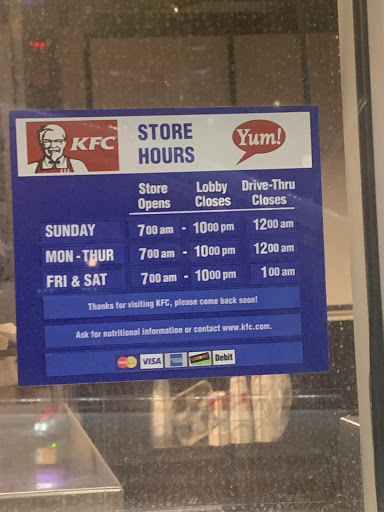 KFC
STORE
HOURS
Yum!
Store Lobby Drive-Thru
Opens Closes Closes
SUNDAY 7:00 am - 10:00 pm 12:00 am
MON - THUR 7:00 am - 10:00 pm 12:00 am
FRI & SAT 7:00 am - 10:00 pm 1:00 am
Thanks for visiting KFC, please come back soon!
Ask for nutritional information or contact www.kfc.com.
MasterCard VISA Debit